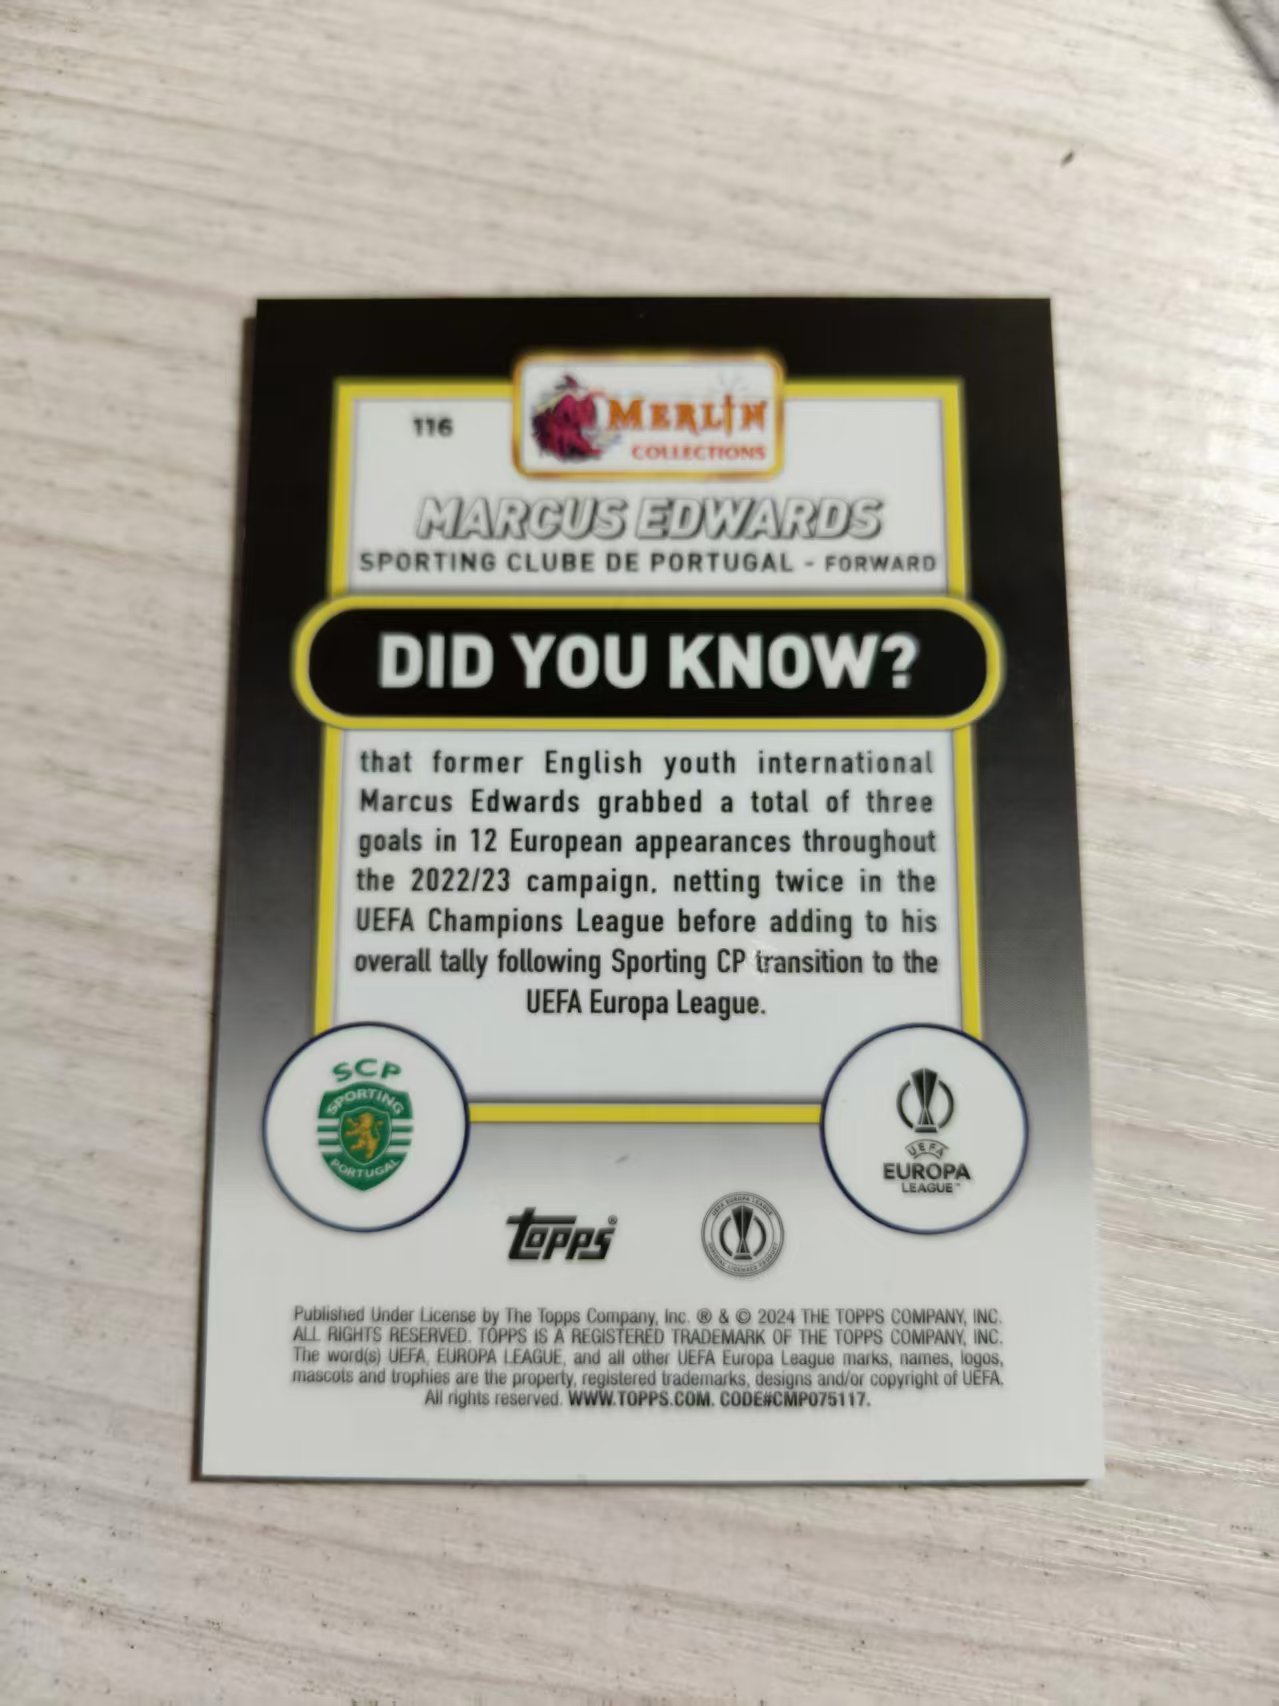 116
MERLIN
COLLECTIONS
MARCUS EDWARDS
SPORTING CLUBE DE PORTUGAL - FORWARD
DID YOU KNOW?
that former English youth international
Marcus Edwards grabbed a total of three
goals in 12 European appearances throughout
the 2022/23 campaign, netting twice in the
UEFA Champions League before adding to his
overall tally following Sporting CP transition to the
UEFA Europa League.
SCP
SPORTING
PORTUGAL
UEFA
EUROPA
LEAGUE™
topps®
UEFA EUROPA LEAGUE
OFFICIAL LICENSED PRODUCT
Published Under License by The Topps Company, Inc. ® & © 2024 THE TOPPS COMPANY, INC.
ALL RIGHTS RESERVED. TOPPS IS A REGISTERED TRADEMARK OF THE TOPPS COMPANY, INC.
The word(s) UEFA, EUROPA LEAGUE, and all other UEFA Europa League marks, names, logos,
mascots and trophies are the property, registered trademarks, designs and/or copyright of UEFA.
All rights reserved. WWW.TOPPS.COM. CODE#CMP075117.